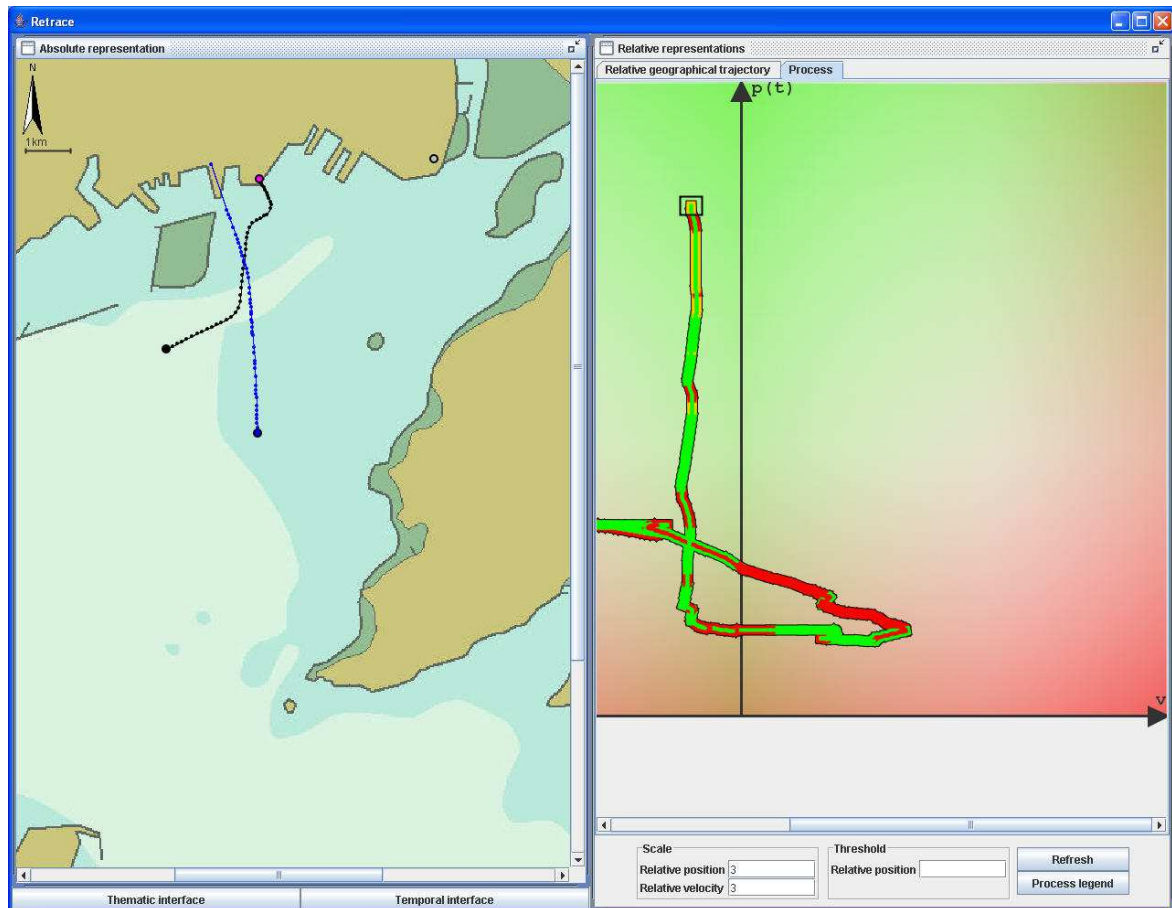 Retrace
Absolute representation
N
1km
Thematic interface
Temporal interface
Relative representations
Relative geographical trajectory
Process
p(t)
v
Scale
Relative position 3
Relative velocity 3
Threshold
Relative position
Refresh
Process legend